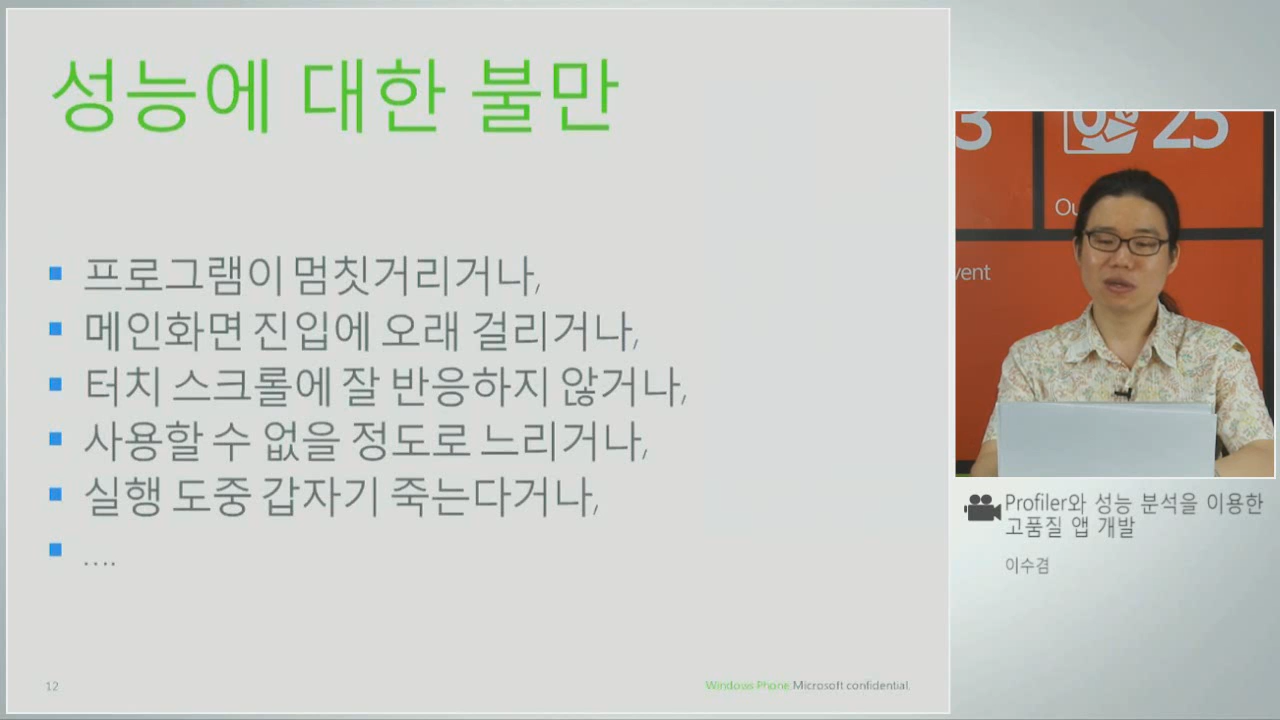 성능에 대한 불만
프로그램이 멈칫거리거나,
메인화면 진입에 오래 걸리거나,
터치 스크롤에 잘 반응하지 않거나,
사용할 수 없을 정도로 느리거나,
실행 도중 갑자기 죽는다거나,
....
12
Windows Phone Microsoft confidential.
3
25
Ou
vent
Profiler와 성능 분석을 이용한
고품질 앱 개발
이수겸